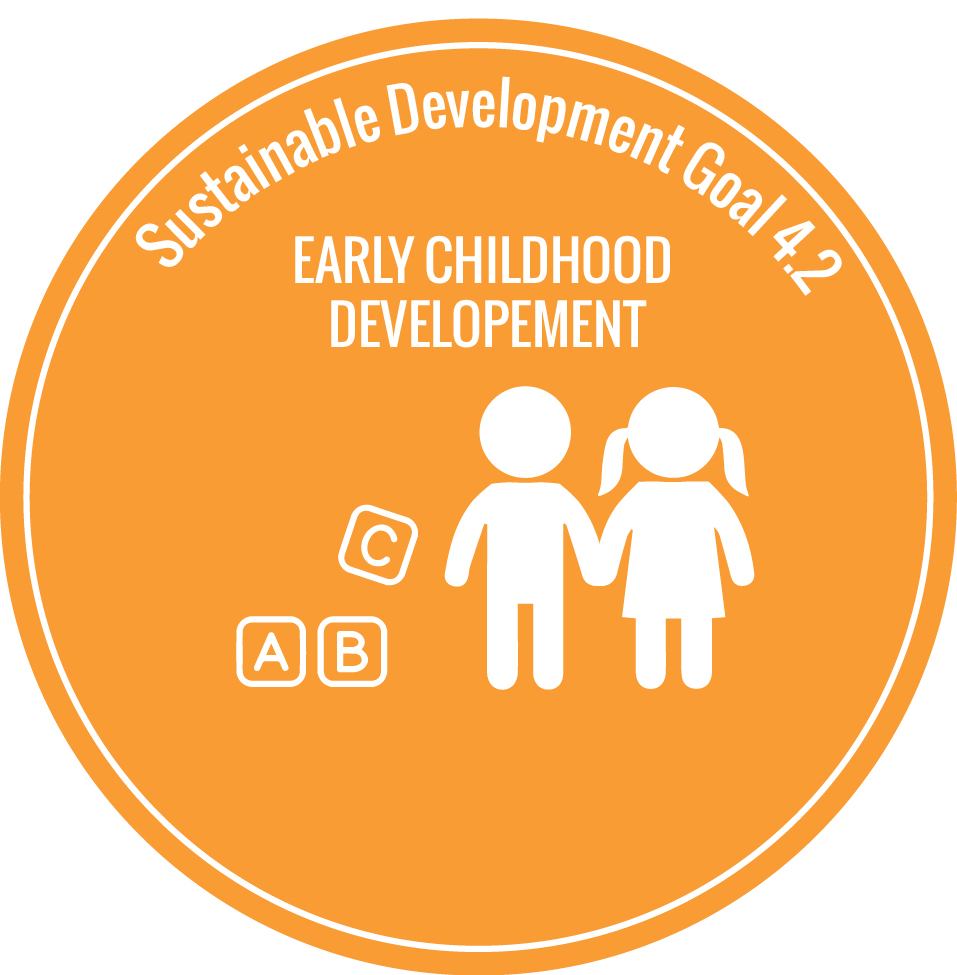 Sustainable Development Goal 4.2
EARLY CHILDHOOD
DEVELOPEMENT
C
A B